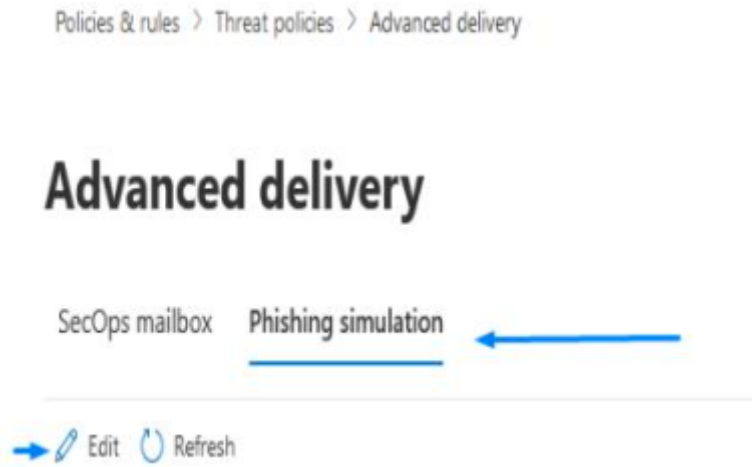 Policies & rules > Threat policies > Advanced delivery
Advanced delivery
SecOps mailbox Phishing simulation
Edit Refresh